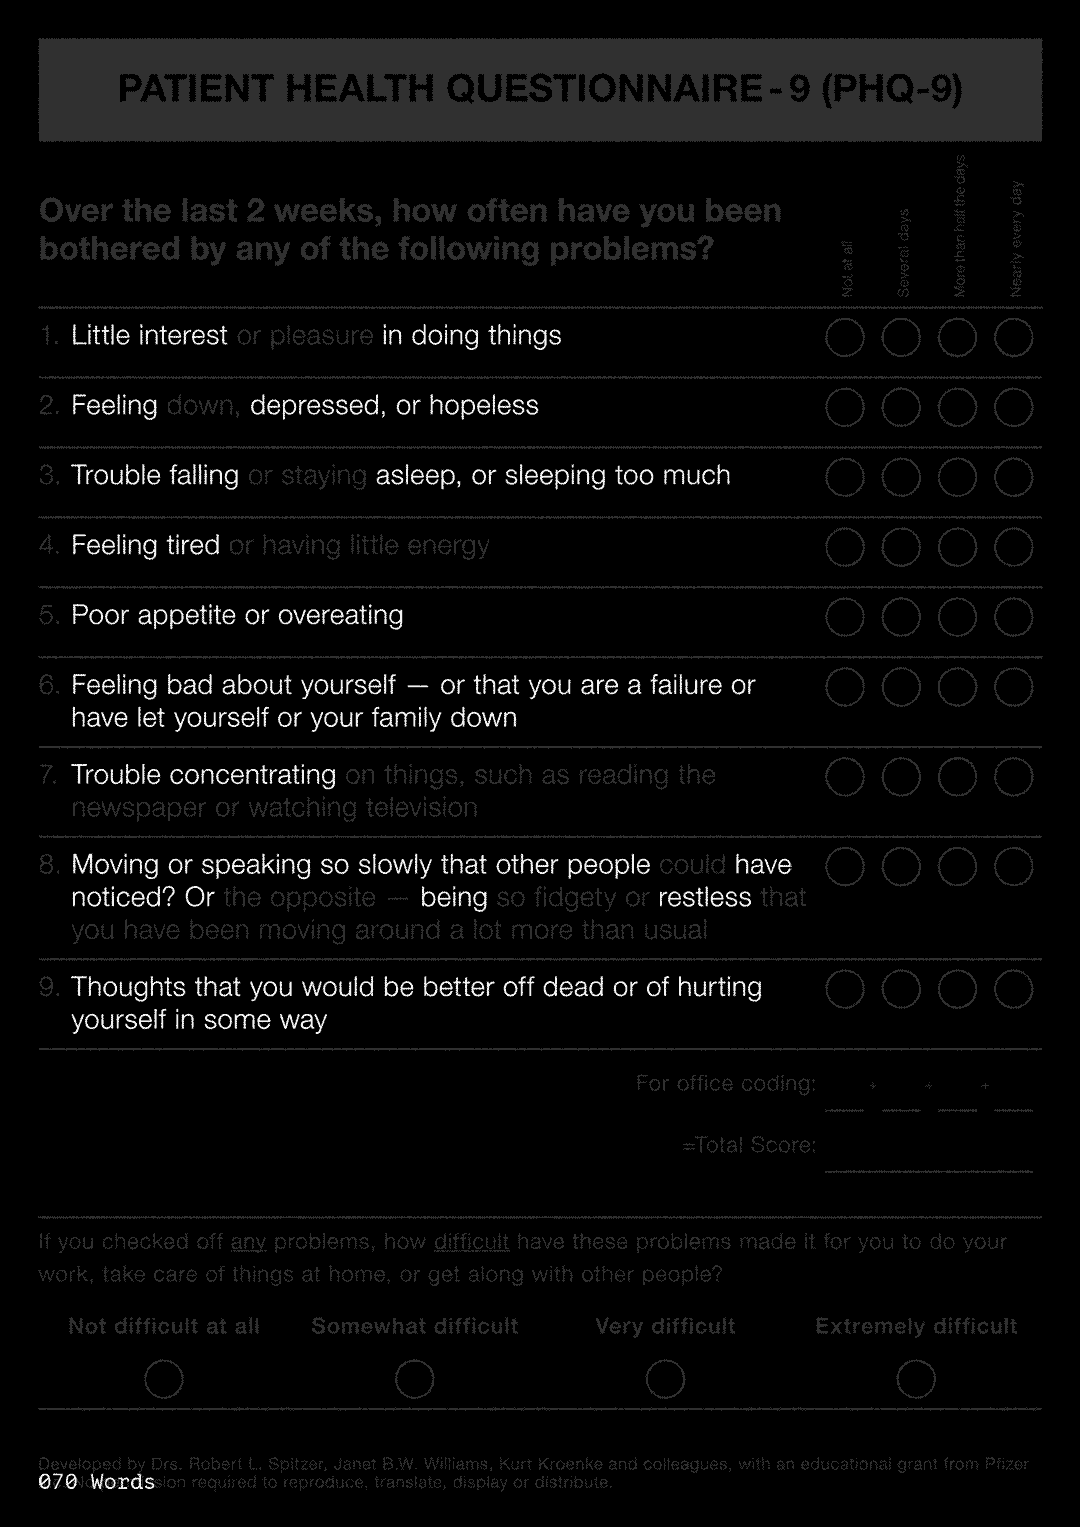 PATIENT HEALTH QUESTIONNAIRE - 9 (PHQ-9)
Over the last 2 weeks, how often have you been
bothered by any of the following problems?
Not at all
Several days
More than half the days
Nearly every day
1. Little interest or pleasure in doing things
2. Feeling down, depressed, or hopeless
3. Trouble falling or staying asleep, or sleeping too much
4. Feeling tired or having little energy
5. Poor appetite or overeating
6. Feeling bad about yourself — or that you are a failure or
have let yourself or your family down
7. Trouble concentrating on things, such as reading the
newspaper or watching television
8. Moving or speaking so slowly that other people could have
noticed? Or the opposite — being so fidgety or restless that
you have been moving around a lot more than usual
9. Thoughts that you would be better off dead or of hurting
yourself in some way
For office coding: + + +
=Total Score:
If you checked off any problems, how difficult have these problems made it for you to do your
work, take care of things at home, or get along with other people?
Not difficult at all Somewhat difficult Very difficult Extremely difficult
Developed by Drs. Robert L. Spitzer, Janet B.W. Williams, Kurt Kroenke and colleagues, with an educational grant from Pfizer
required to reproduce, translate, display or distribute.
070 Words